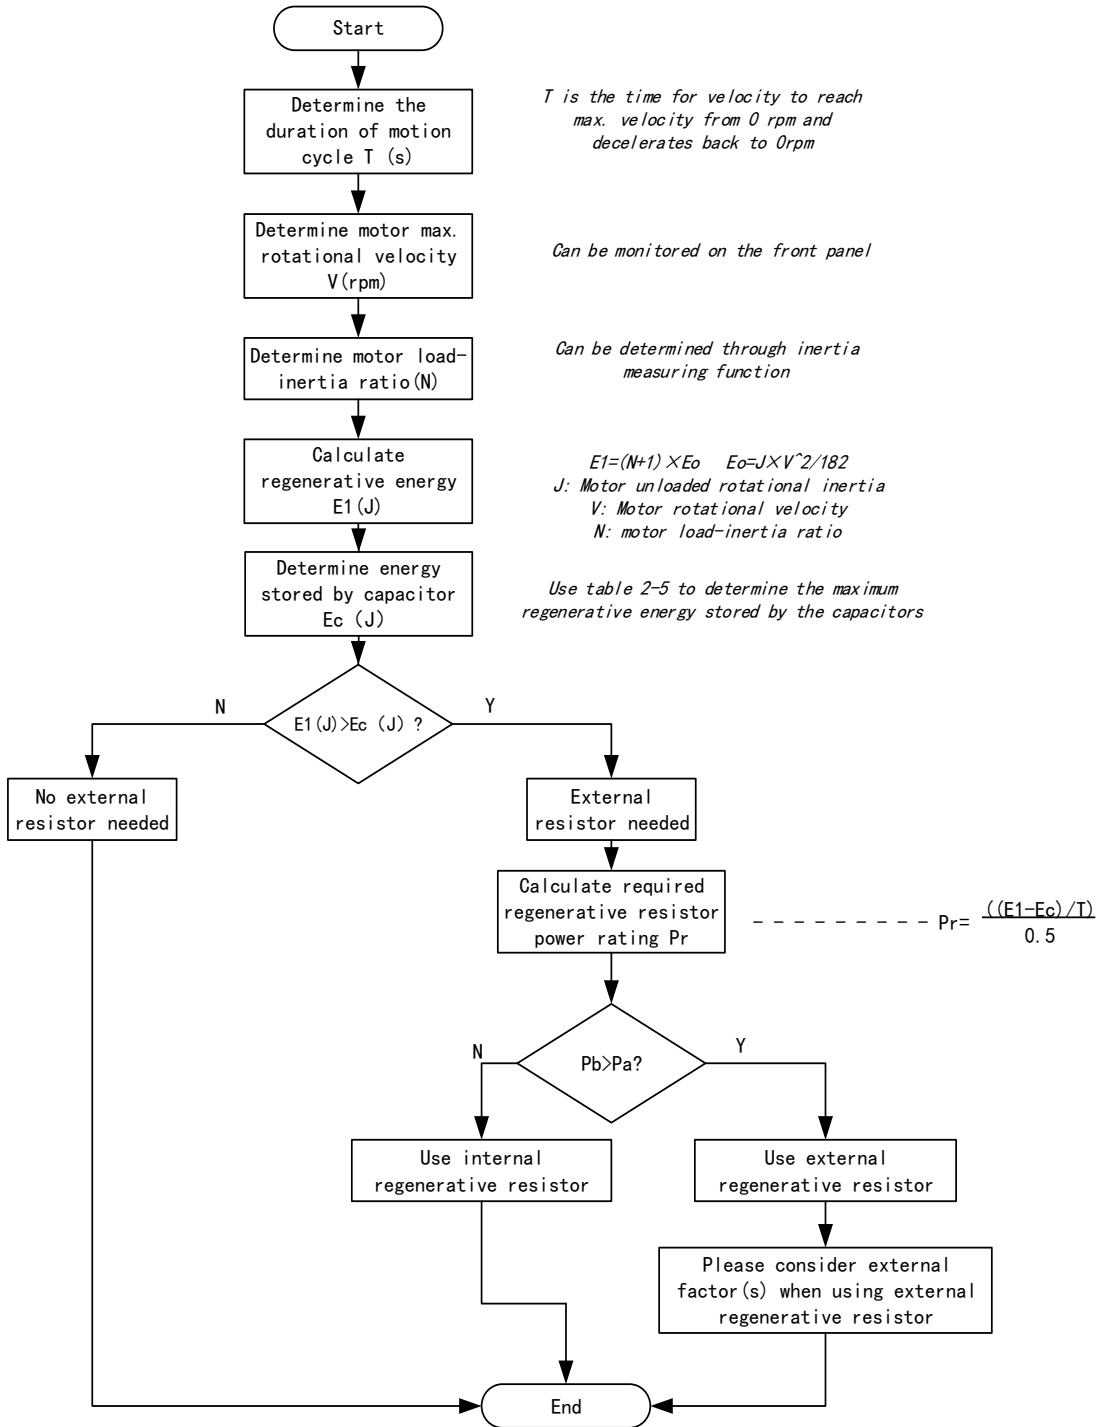 Start
Determine the
duration of motion
cycle T (s)
T is the time for velocity to reach
max. velocity from 0 rpm and
decelerates back to 0rpm
Determine motor max.
rotational velocity
V(rpm)
Can be monitored on the front panel
Determine motor load-
inertia ratio(N)
Can be determined through inertia
measuring function
Calculate
regenerative energy
E1(J)
E1=(N+1)×Eo Eo=J×V^2/182
J: Motor unloaded rotational inertia
V: Motor rotational velocity
N: motor load-inertia ratio
Determine energy
stored by capacitor
Ec (J)
Use table 2-5 to determine the maximum
regenerative energy stored by the capacitors
E1(J)>Ec (J) ?
N
Y
No external
resistor needed
External
resistor needed
Calculate required
regenerative resistor
power rating Pr
Pr= ((E1-Ec)/T)
0.5
Pb>Pa?
N
Y
Use internal
regenerative resistor
Use external
regenerative resistor
Please consider external
factor(s) when using external
regenerative resistor
End